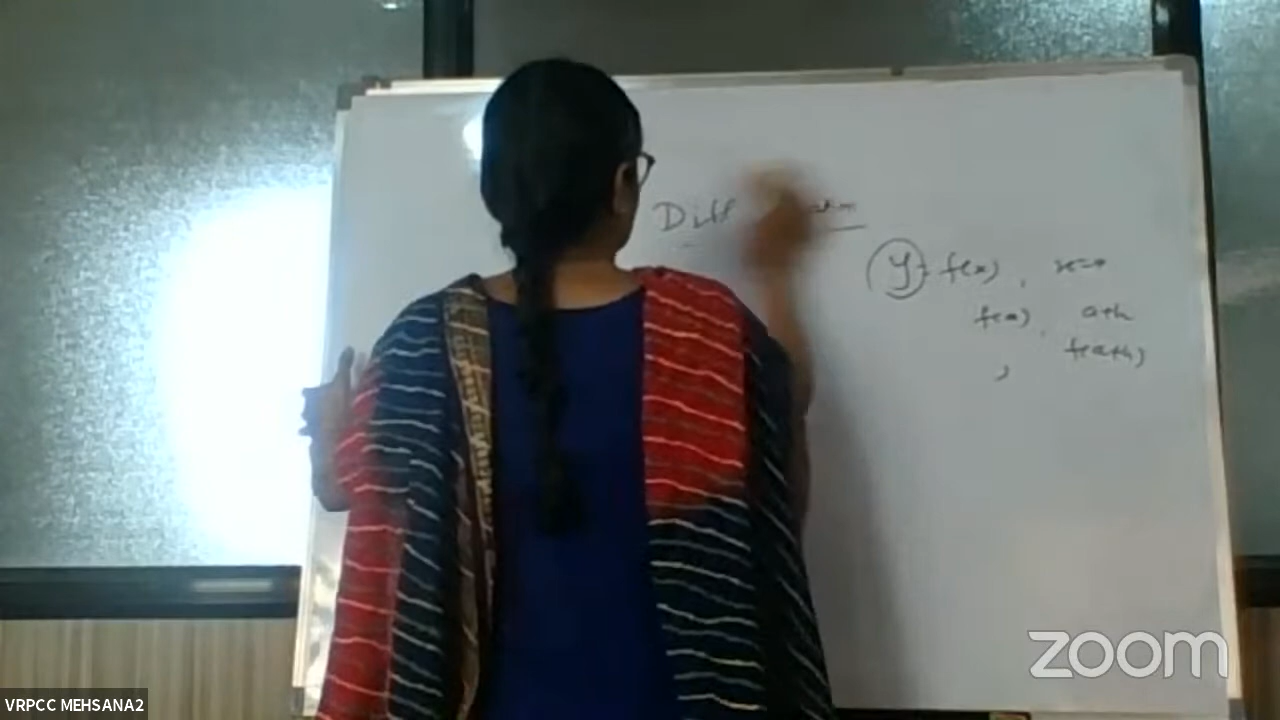 Diff
y = f(x) ,
f(a) , a+h
, f(a+h)
zoom
VRPCC MEHSANA2